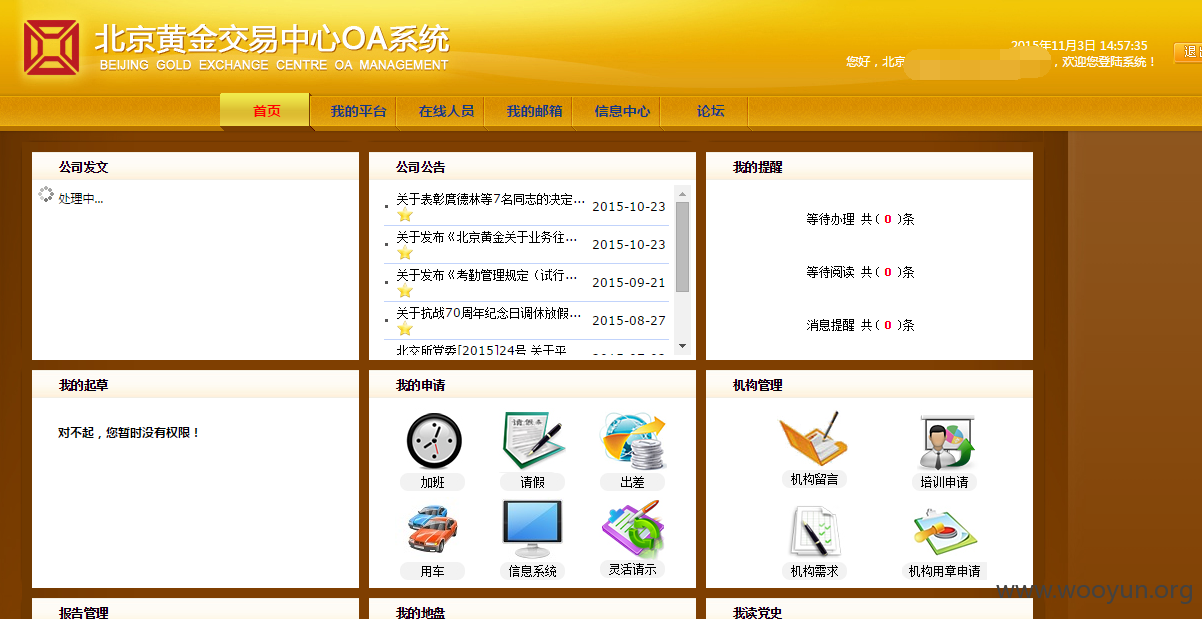 北京黄金交易中心OA系统
BEIJING GOLD EXCHANGE CENTRE OA MANAGEMENT
2015年11月3日 14:57:35
您好，北京 ，欢迎您登陆系统！
退
首页 我的平台 在线人员 我的邮箱 信息中心 论坛
公司发文
处理中...
公司公告
关于表彰席德林等7名同志的决定... 2015-10-23
关于发布《北京黄金关于业务往... 2015-10-23
关于发布《考勤管理规定（试行... 2015-09-21
关于抗战70周年纪念日调休放假... 2015-08-27
北交所党委[2015]24号 关于平
我的提醒
等待办理 共( 0 )条
等待阅读 共( 0 )条
消息提醒 共( 0 )条
我的起草
对不起，您暂时没有权限！
我的申请
请假条
加班 请假 出差
用车 信息系统 灵活请示
机构管理
机构留言 培训申请
机构需求 机构用章申请
报告管理
我的地盘
我读党史
www.wooyun.org